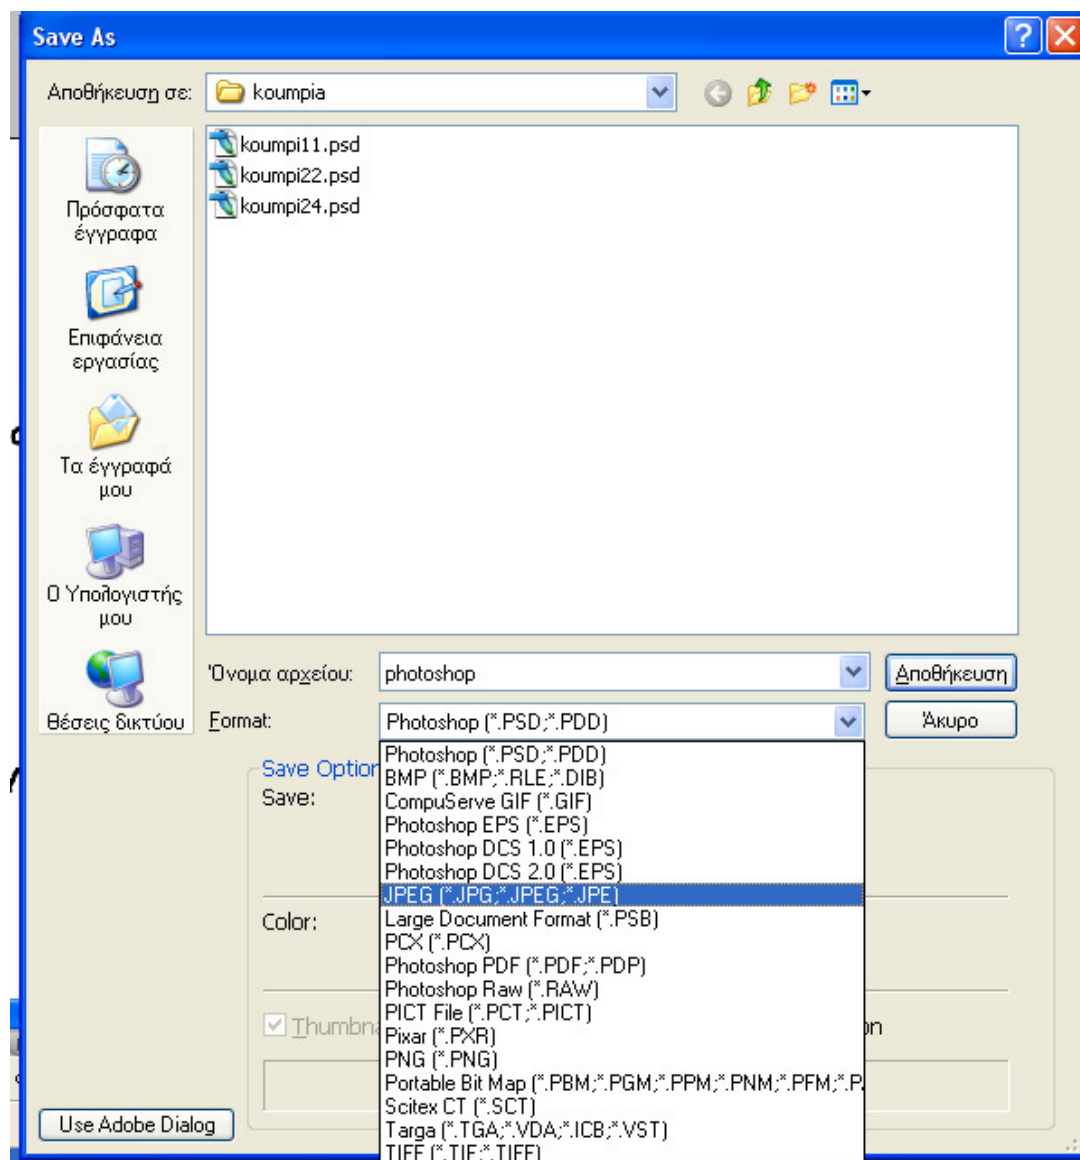 Save As
Αποθήκευση σε:
koumpia
koumpi11.psd
koumpi22.psd
koumpi24.psd
Πρόσφατα
έγγραφα
Επιφάνεια
εργασίας
Τα έγγραφά
μου
Ο Υπολογιστής
μου
Θέσεις δικτύου
Όνομα αρχείου:
photoshop
Αποθήκευση
Format:
Photoshop (*.PSD;*.PDD)
Άκυρο
Photoshop (*.PSD;*.PDD)
BMP (*.BMP;*.RLE;*.DIB)
CompuServe GIF (*.GIF)
Photoshop EPS (*.EPS)
Photoshop DCS 1.0 (*.EPS)
Photoshop DCS 2.0 (*.EPS)
JPEG (*.JPG;*.JPEG;*.JPE)
Large Document Format (*.PSB)
PCX (*.PCX)
Photoshop PDF (*.PDF;*.PDP)
Photoshop Raw (*.RAW)
PICT File (*.PCT;*.PICT)
Pixar (*.PXR)
PNG (*.PNG)
Portable Bit Map (*.PBM;*.PGM;*.PPM;*.PNM;*.PFM;*.P
Scitex CT (*.SCT)
Targa (*.TGA;*.VDA;*.ICB;*.VST)
TIFF (*.TIF;*.TIFF)
Save Option
Save:
Color:
Thumbn
Use Adobe Dialog